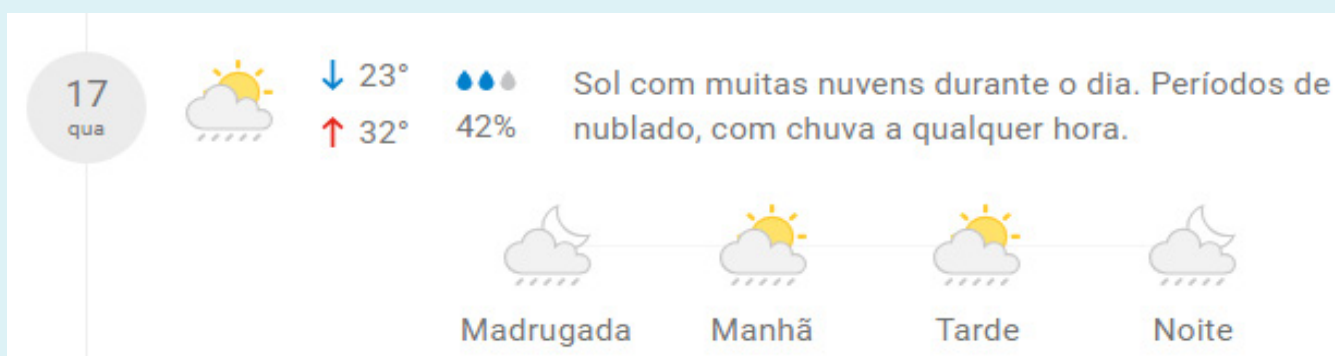 17
qua
↓ 23°
↑ 32°
42%
Sol com muitas nuvens durante o dia. Períodos de
nublado, com chuva a qualquer hora.
Madrugada Manhã Tarde Noite